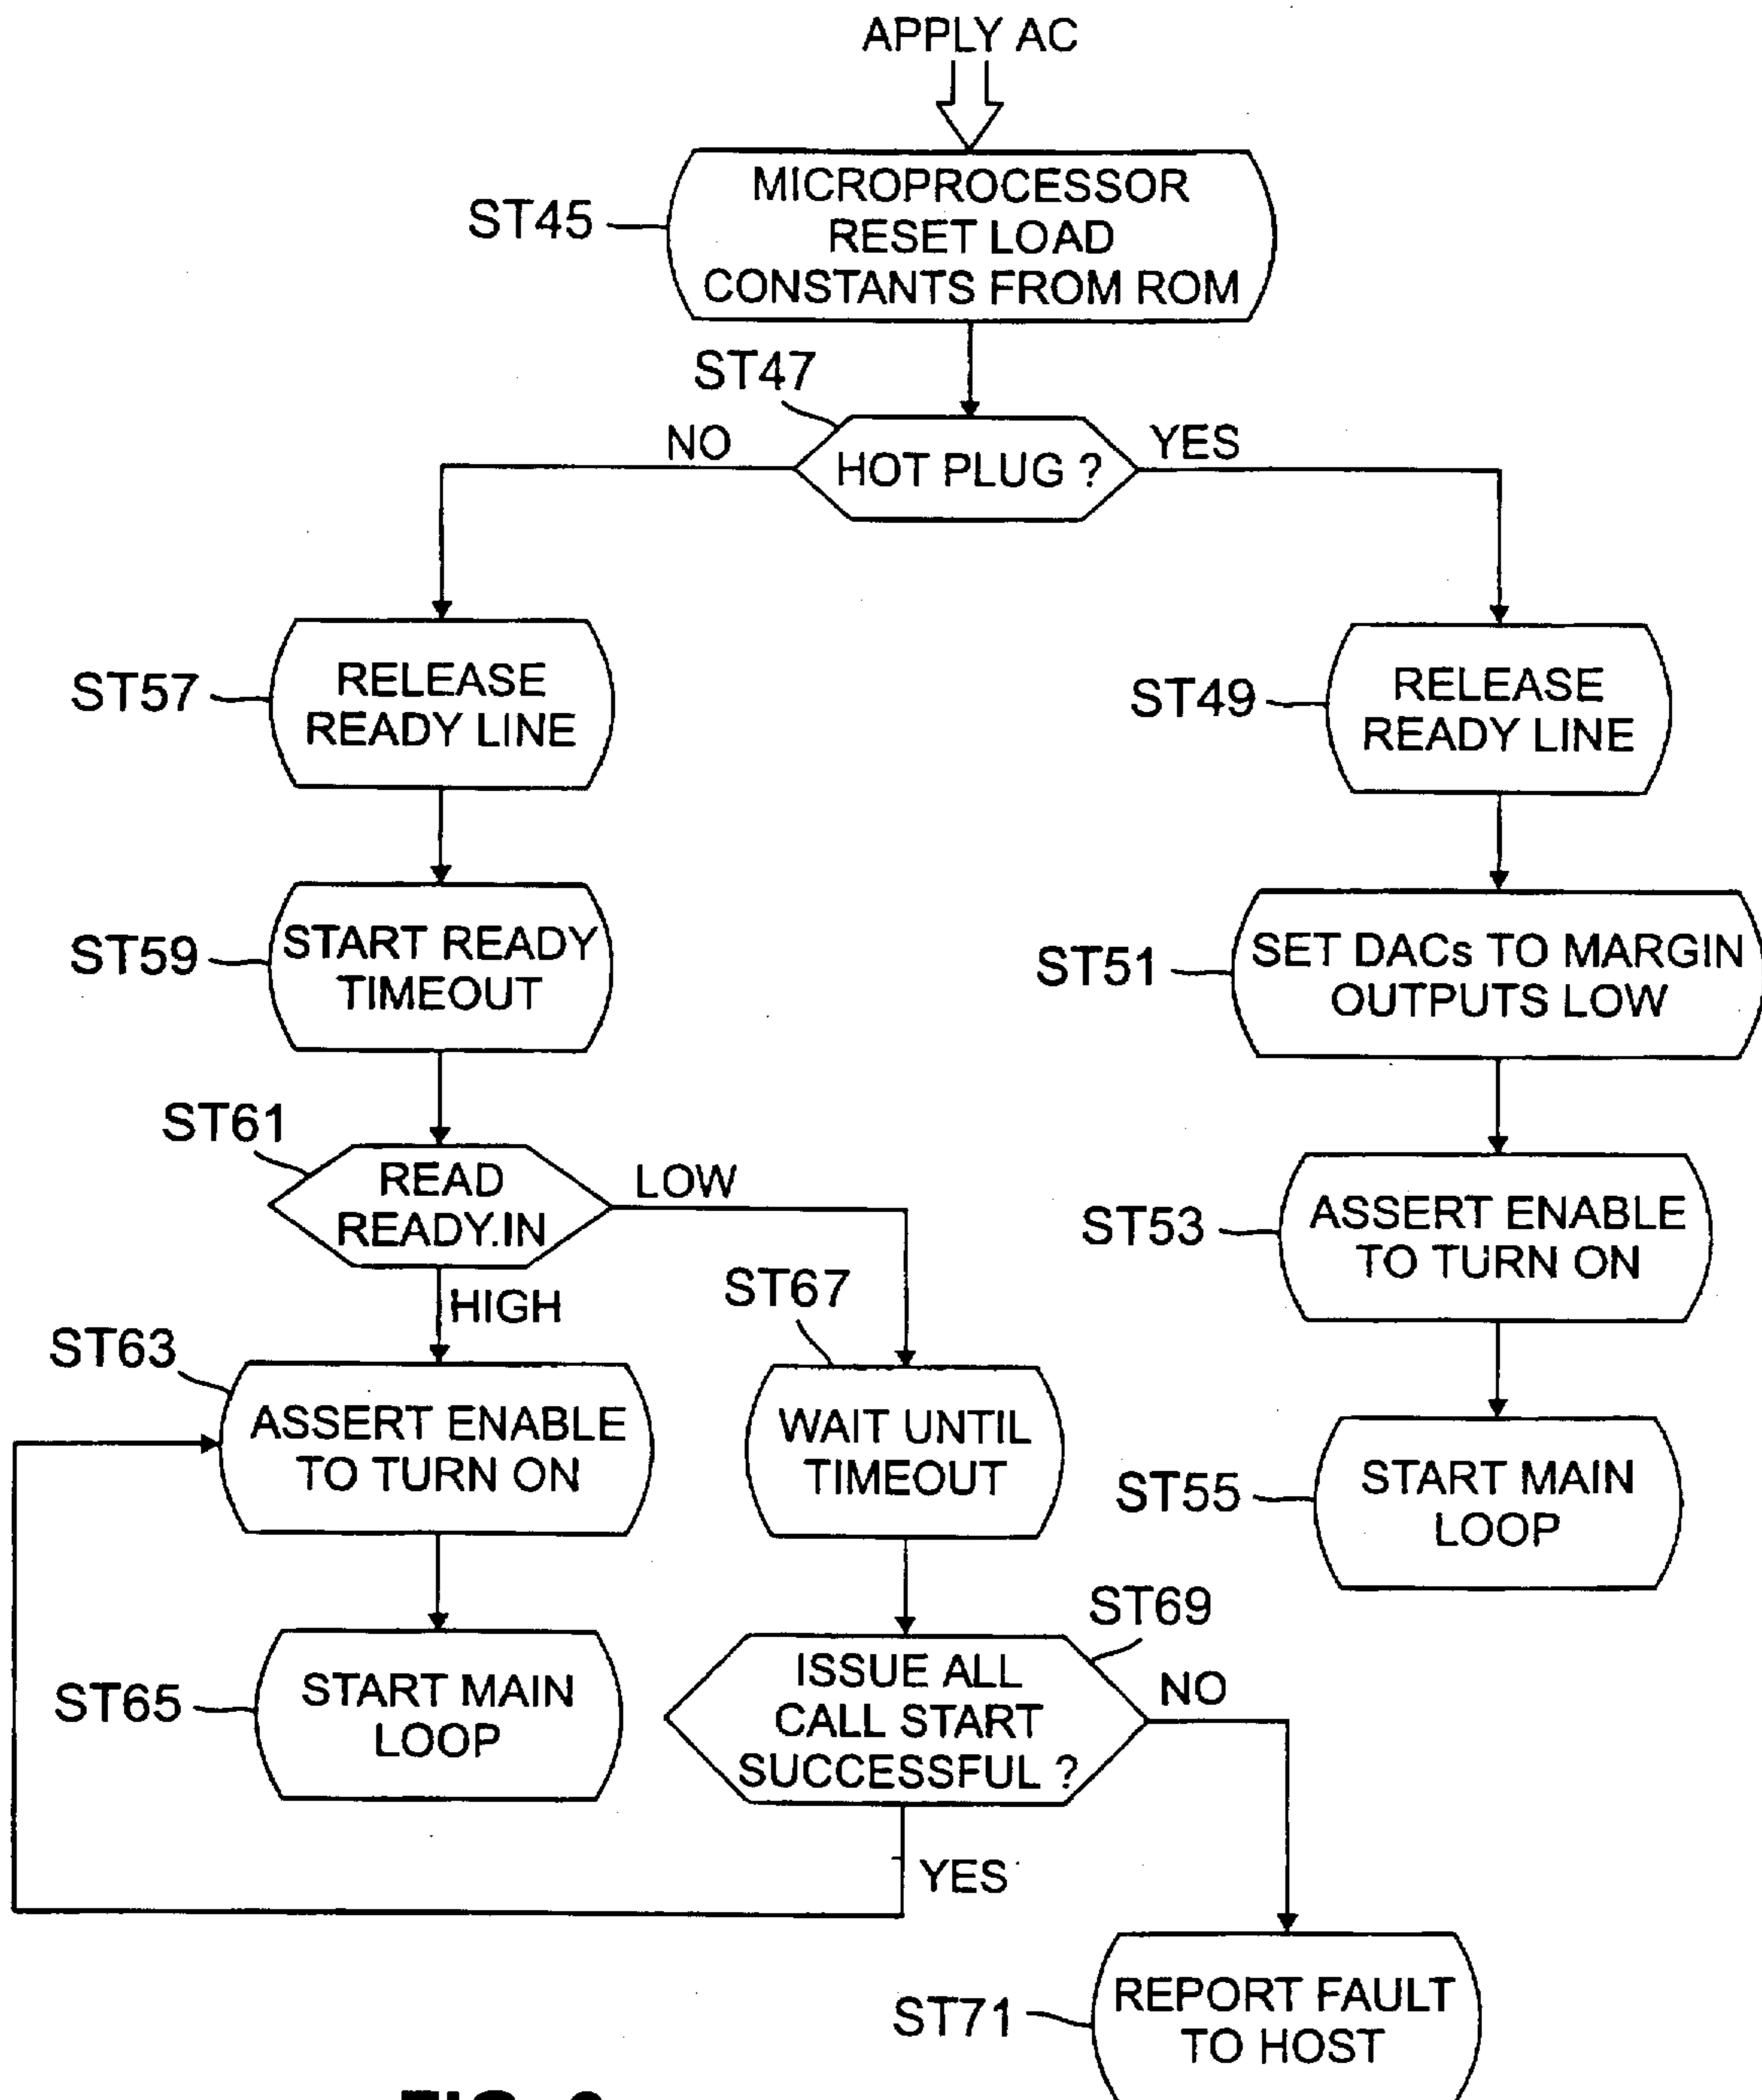 APPLY AC
MICROPROCESSOR
RESET LOAD
CONSTANTS FROM ROM
ST45
ST47
NO
HOT PLUG ?
YES
ST57
RELEASE
READY LINE
ST49
RELEASE
READY LINE
ST59
START READY
TIMEOUT
ST51
SET DACs TO MARGIN
OUTPUTS LOW
ST61
READ
READY.IN
LOW
HIGH
ST53
ASSERT ENABLE
TO TURN ON
ST63
ASSERT ENABLE
TO TURN ON
ST67
WAIT UNTIL
TIMEOUT
ST55
START MAIN
LOOP
ST65
START MAIN
LOOP
ST69
ISSUE ALL
CALL START
SUCCESSFUL ?
NO
YES
ST71
REPORT FAULT
TO HOST